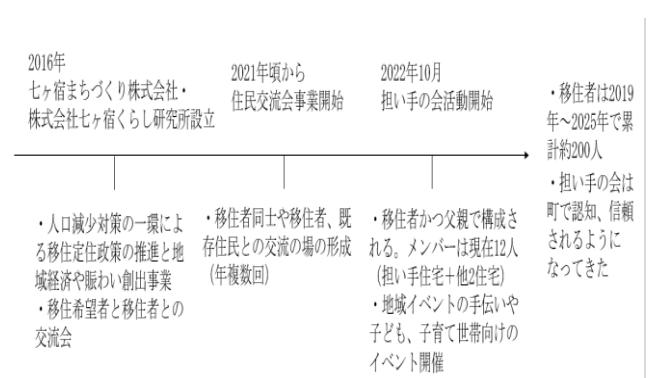 2016年
七ヶ宿まちづくり株式会社・
株式会社七ヶ宿くらし研究所設立
・人口減少対策の一環によ
る移住定住政策の推進と地
域経済や賑わい創出事業
・移住希望者と移住者との
交流会
2021年頃から
住民交流会事業開始
・移住者同士や移住者、既
存住民との交流の場の形成
（年複数回）
2022年10月
担い手の会活動開始
・移住者かつ父親で構成さ
れる。メンバーは現在12人
（担い手住宅＋他2住宅）
・地域イベントの手伝いや
子ども、子育て世帯向けの
イベント開催
・移住者は2019
年～2025年で累
計約200人
・担い手の会は
町で認知、信頼
されるように
なってきた